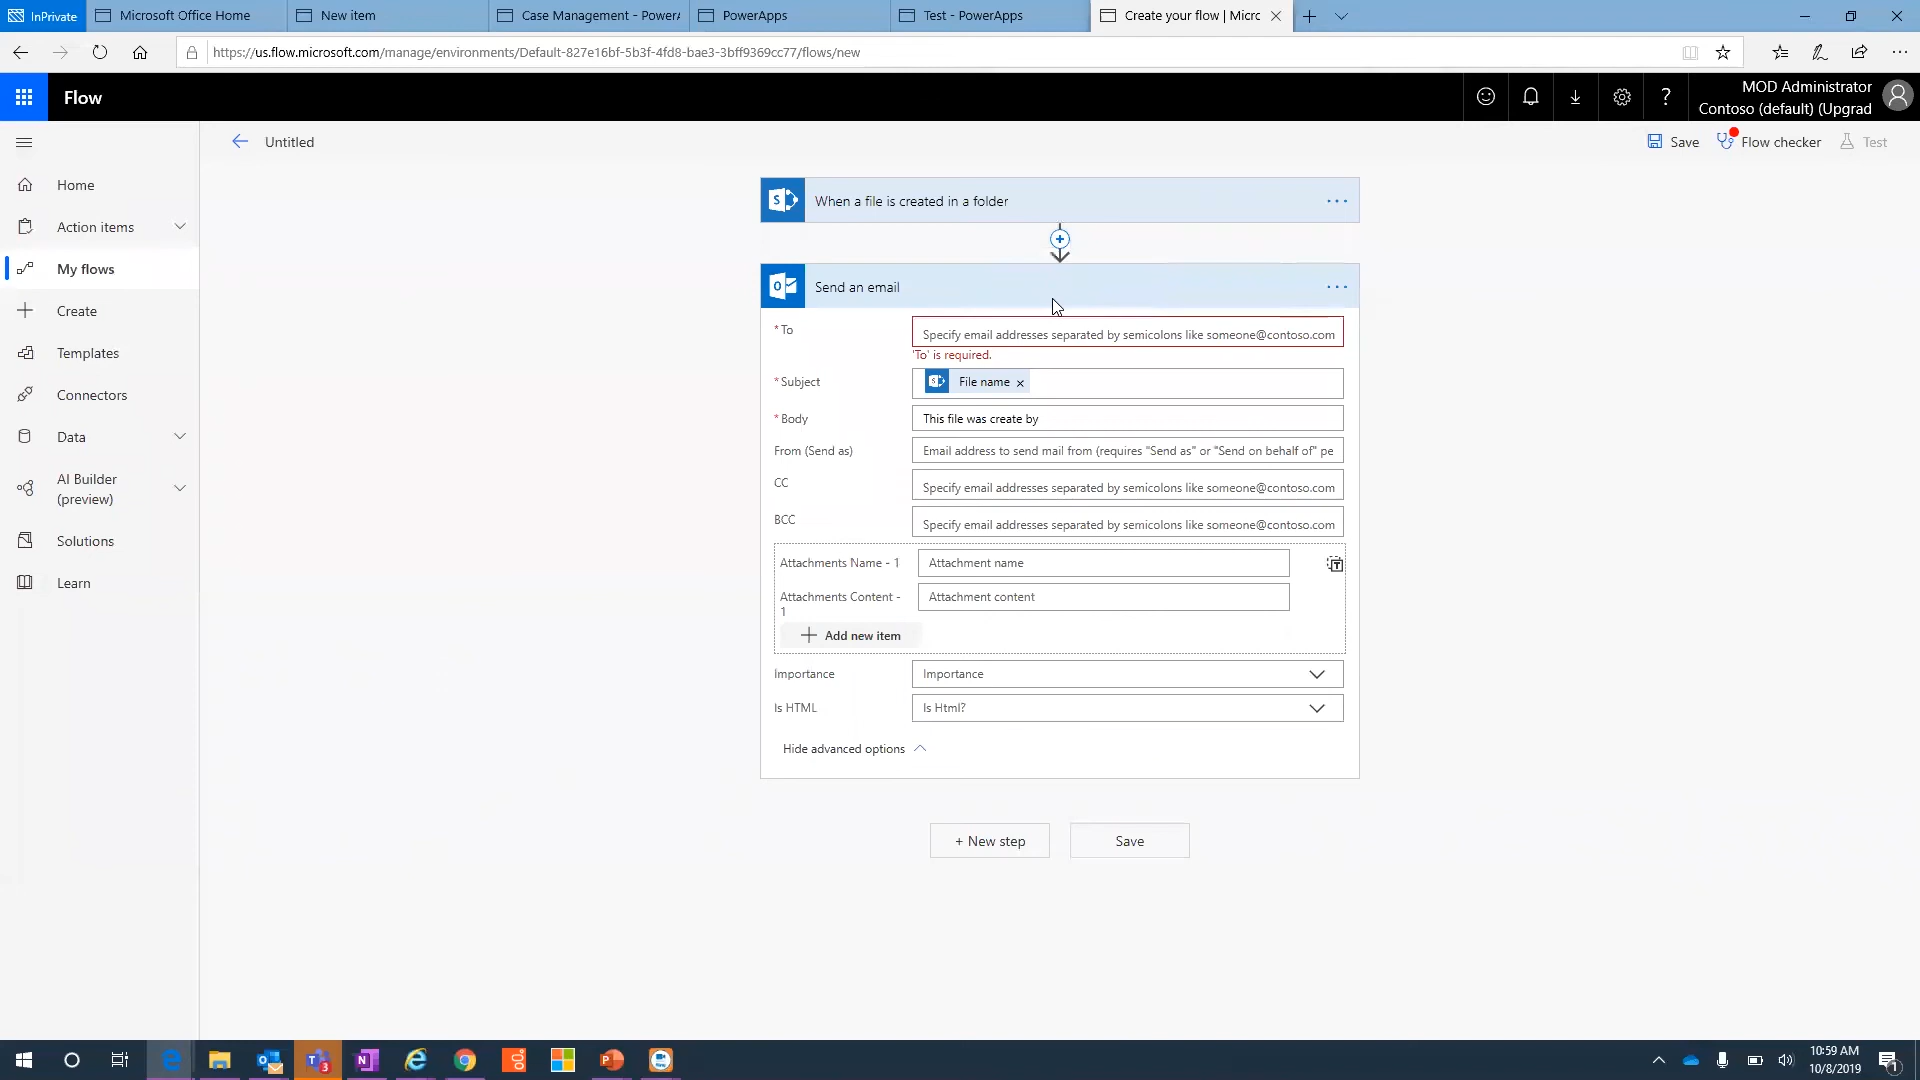 InPrivate
Microsoft Office Home
New item
Case Management - PowerA
PowerApps
Test - PowerApps
Create your flow | Micrc
https://us.flow.microsoft.com/manage/environments/Default-827e16bf-5b3f-4fd8-bae3-3bff9369cc77/flows/new
Flow
?
MOD Administrator
Contoso (default) (Upgrad
Untitled
Save
Flow checker
Test
Home
Action items
My flows
Create
Templates
Connectors
Data
AI Builder
(preview)
Solutions
Learn
When a file is created in a folder
Send an email
* To
Specify email addresses separated by semicolons like someone@contoso.com
'To' is required.
* Subject
File name ×
* Body
This file was create by
From (Send as)
Email address to send mail from (requires "Send as" or "Send on behalf of" pe
CC
Specify email addresses separated by semicolons like someone@contoso.com
BCC
Specify email addresses separated by semicolons like someone@contoso.com
Attachments Name - 1
Attachment name
Attachments Content -
1
Attachment content
Add new item
Importance
Importance
Is HTML
Is Html?
Hide advanced options
+ New step
Save
10:59 AM
10/8/2019